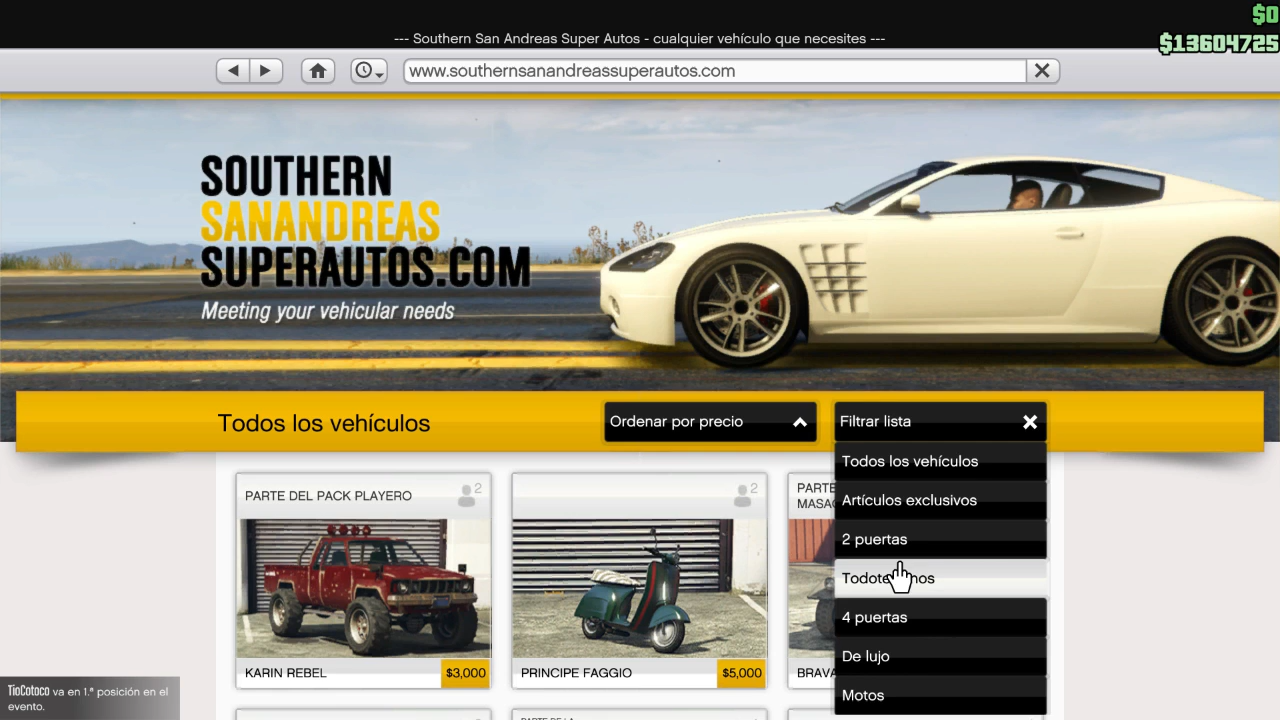 $0
--- Southern San Andreas Super Autos - cualquier vehículo que necesites ---
$13604725
www.southernsanandreassuperautos.com
SOUTHERN
SANANDREAS
SUPERAUTOS.COM
Meeting your vehicular needs
Todos los vehículos
Ordenar por precio
Filtrar lista
Todos los vehículos
Artículos exclusivos
2 puertas
4 puertas
De lujo
Motos
PARTE DEL PACK PLAYERO
2
2
PARTE
KARIN REBEL
$3,000
PRINCIPE FAGGIO
$5,000
TioCotoco va en 1.ª posición en el
evento.